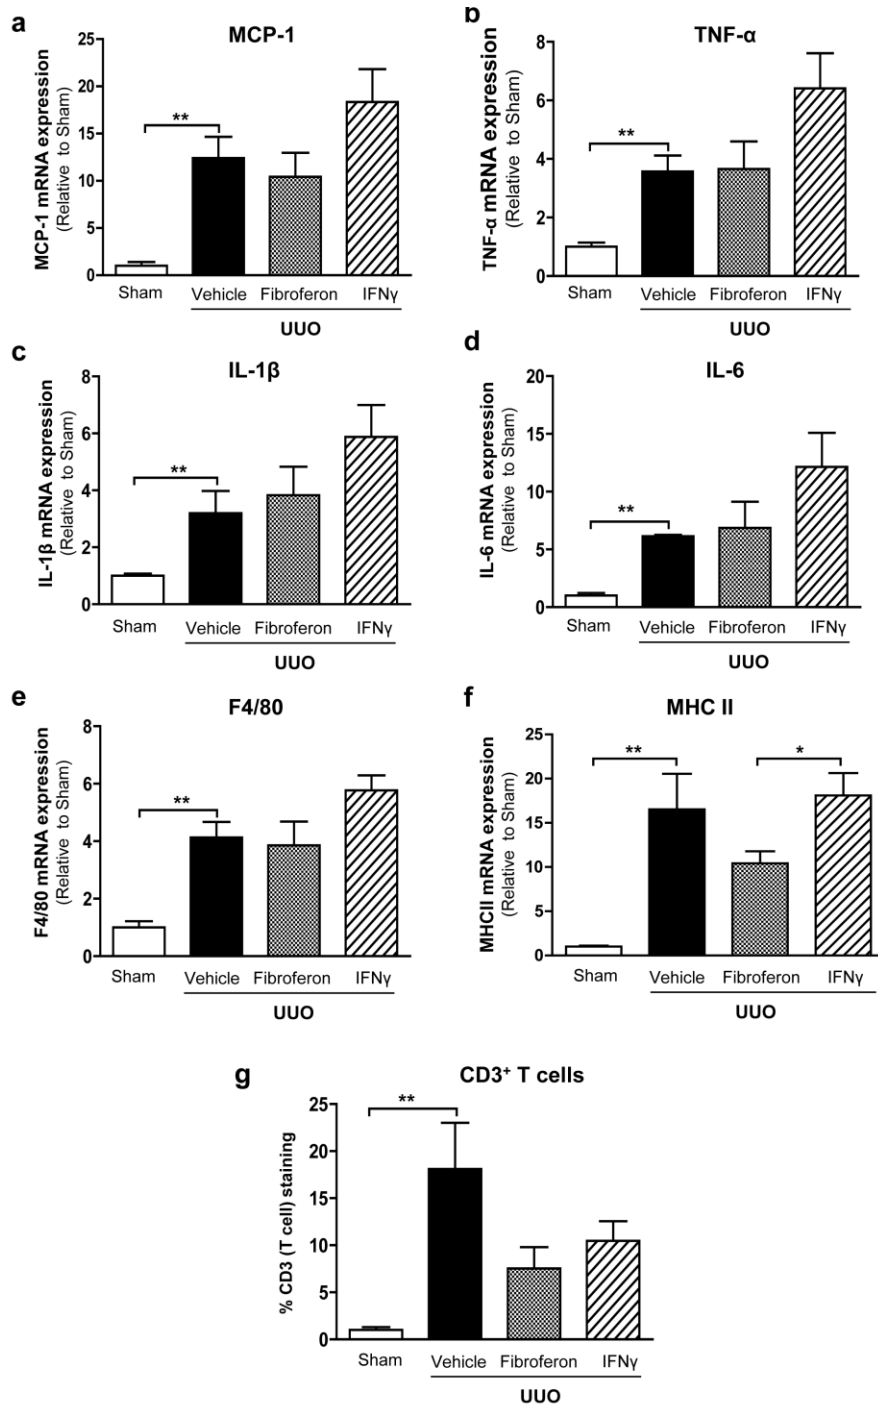 a
MCP-1
MCP-1 mRNA expression
(Relative to Sham)
25
20
15
10
5
0
**
Sham
Vehicle Fibroferon IFNγ
UUO
b
TNF-α
TNF-α mRNA expression
(Relative to Sham)
8
6
4
2
0
**
Sham
Vehicle Fibroferon IFNγ
UUO
c
IL-1β
IL-1β mRNA expression
(Relative to Sham)
8
6
4
2
0
**
Sham
Vehicle Fibroferon IFNγ
UUO
d
IL-6
IL-6 mRNA expression
(Relative to Sham)
20
15
10
5
0
**
Sham
Vehicle Fibroferon IFNγ
UUO
e
F4/80
F4/80 mRNA expression
(Relative to Sham)
8
6
4
2
0
**
Sham
Vehicle Fibroferon IFNγ
UUO
f
MHC II
MHCII mRNA expression
(Relative to Sham)
25
20
15
10
5
0
**
*
Sham
Vehicle Fibroferon IFNγ
UUO
g
CD3⁺ T cells
% CD3 (T cell) staining
25
20
15
10
5
0
**
Sham
Vehicle Fibroferon IFNγ
UUO